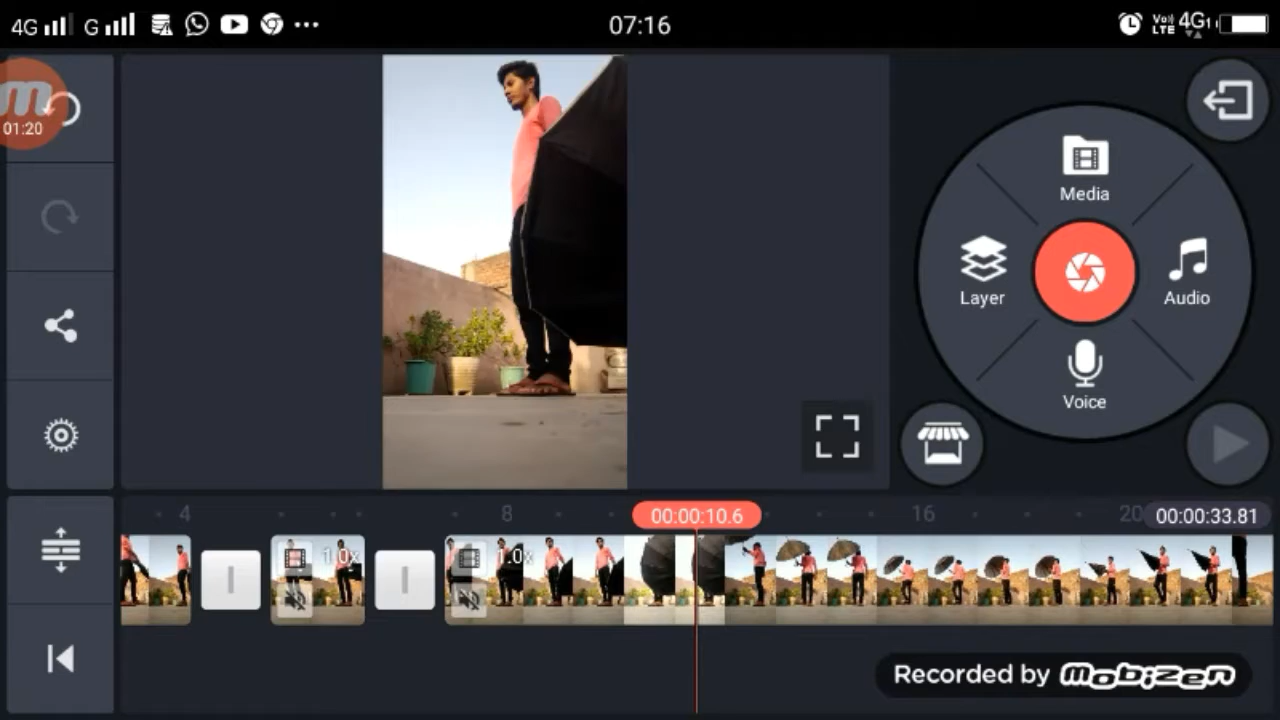 4G G 07:16 Vo) LTE 4G
m
01:20
Media
Layer
Audio
Voice
4 8 00:00:10.6 16 20 00:00:33.81
1.0x 1.0x
Recorded by mobizen